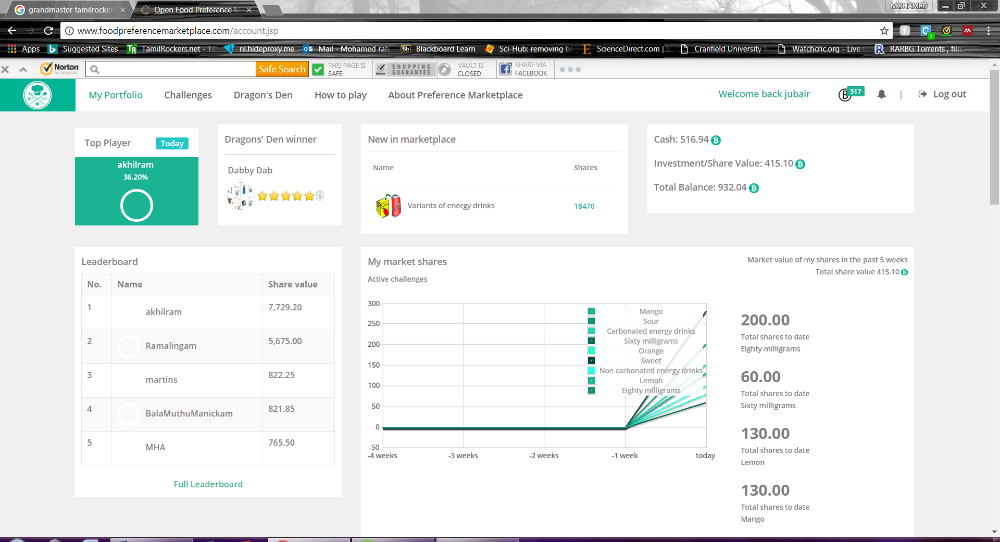 grandmaster tamilrocker
Open Food Preference M
MOHAMED
www.foodpreferencemarketplace.com/account.jsp
7
Apps
Suggested Sites
TamilRockers.net - Ta
nl.hideproxy.me
Mail - Mohamed rafi
Blackboard Learn
Sci-Hub: removing ba
ScienceDirect.com | S
Cranfield University S
Watchcric.org - Live
RARBG Torrents , film
Norton
by Symantec
Safe Search
THIS PAGE IS
SAFE
SHOPPING
GUARANTEE
VAULT IS
CLOSED
SHARE VIA
FACEBOOK
OPEN FOOD
My Portfolio
Challenges
Dragon's Den
How to play
About Preference Marketplace
Welcome back jubair
517
Log out
Top Player
Today
akhilram
36.20%
Dragons' Den winner
Dabby Dab
New in marketplace
Name
Shares
Variants of energy drinks
18470
Cash: 516.94
Investment/Share Value: 415.10
Total Balance: 932.04
Leaderboard
No.
Name
Share value
1
akhilram
7,729.20
2
Ramalingam
5,675.00
3
martins
822.25
4
BalaMuthuManickam
821.85
5
MHA
765.50
Full Leaderboard
My market shares
Active challenges
Market value of my shares in the past 5 weeks
Total share value 415.10
300
250
200
150
100
50
0
-50
-4 weeks
-3 weeks
-2 weeks
-1 week
today
Mango
Sour
Carbonated energy drinks
Sixty milligrams
Orange
Sweet
Non carbonated energy drinks
Lemon
Eighty milligrams
200.00
Total shares to date
Eighty milligrams
60.00
Total shares to date
Sixty milligrams
130.00
Total shares to date
Lemon
130.00
Total shares to date
Mango